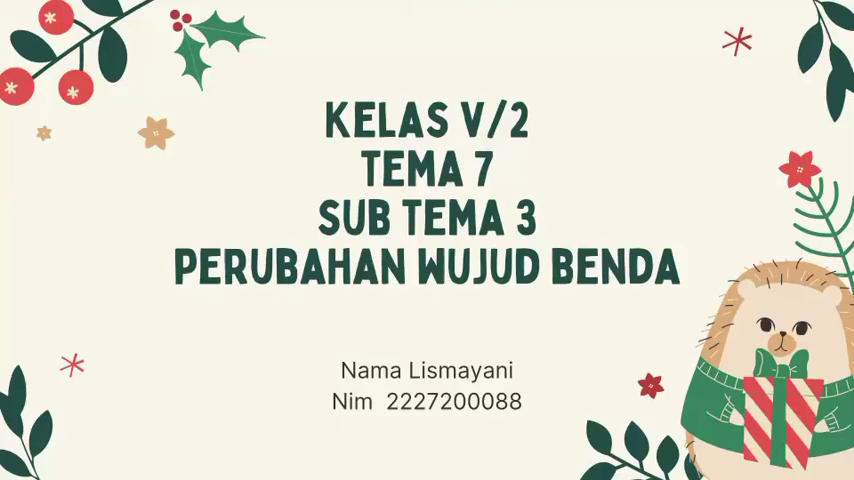 KELAS V/2
TEMA 7
SUB TEMA 3
PERUBAHAN WUJUD BENDA
Nama Lismayani
Nim 2227200088